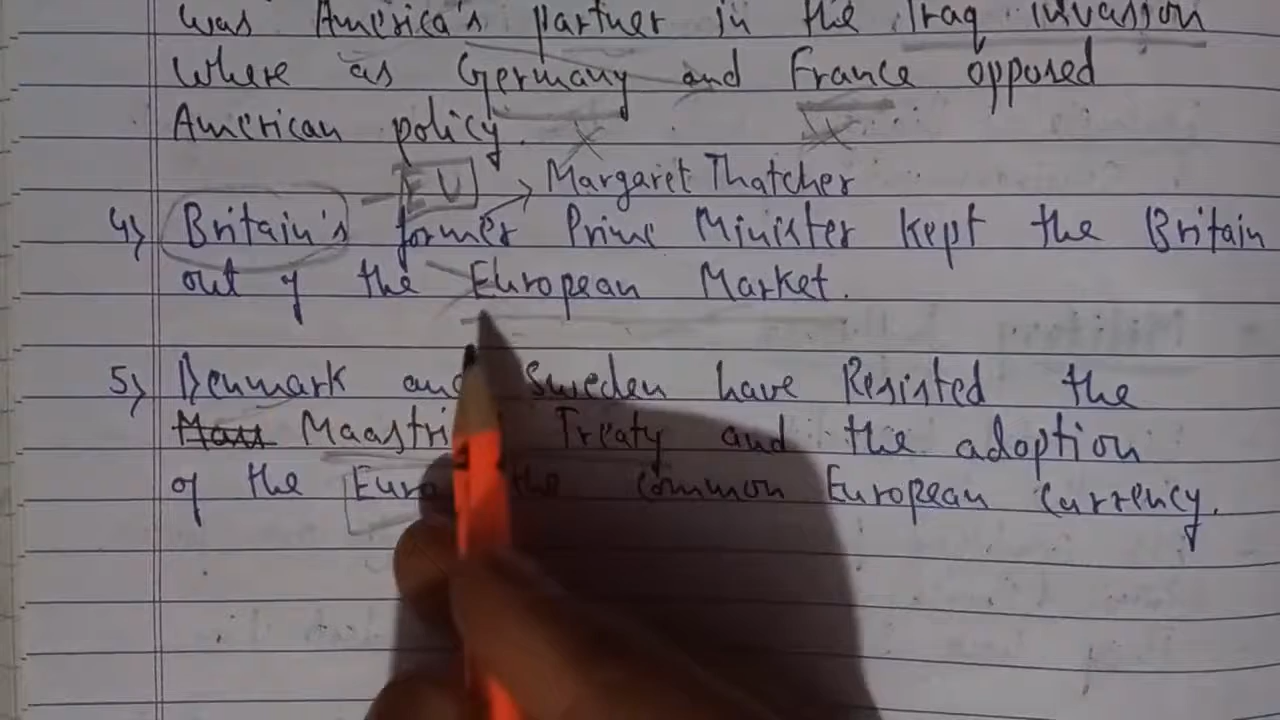 was America's partner in the Iraq invasion
Where as Germany and France opposed
American policy.
EU Margaret Thatcher
4) Britain's former Prime Minister kept the Britain
out of the European Market.
5) Denmark and Sweden have Resisted the
Maastri Treaty and the adoption
of the Euro the common European currency.